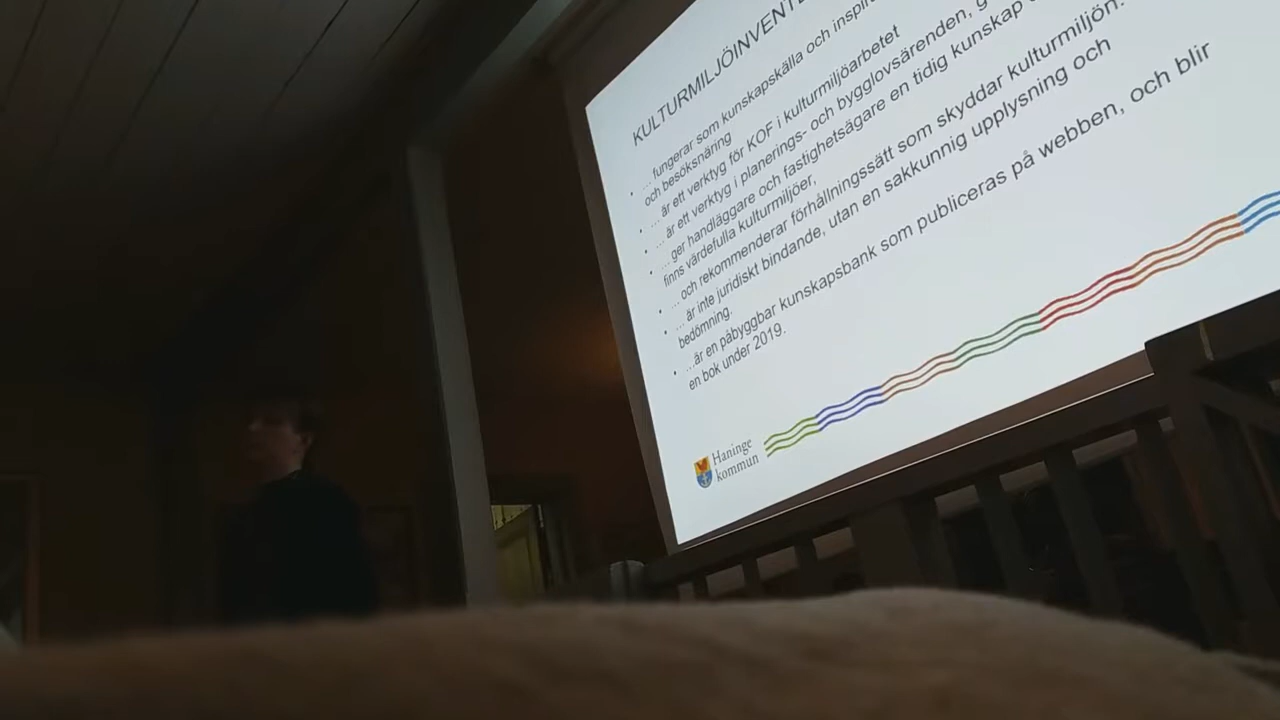 KULTURMILJÖINVENT
... fungerar som kunskapskälla och inspir
och besöksnäring
... är ett verktyg för KOF i kulturmiljöarbetet
... är ett verktyg i planerings- och bygglovsärenden, g
... ger handläggare och fastighetsägare en tidig kunskap
finns värdefulla kulturmiljöer,
... och rekommenderar förhållningssätt som skyddar kulturmiljön.
... är inte juridiskt bindande, utan en sakkunnig upplysning och
bedömning.
...är en påbyggbar kunskapsbank som publiceras på webben, och blir
en bok under 2019.
Haninge
kommun